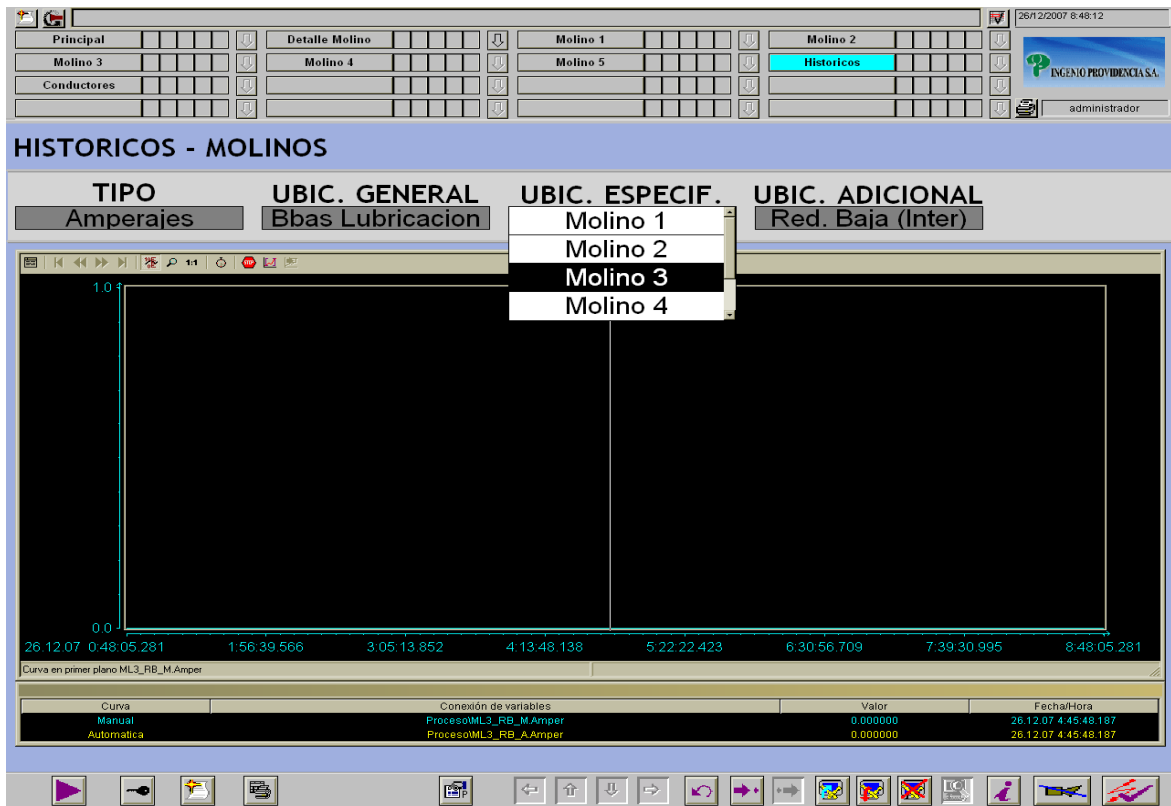 26/12/2007 8:48:12
Principal Detalle Molino Molino 1 Molino 2
Molino 3 Molino 4 Molino 5 Historicos
Conductores
INGENIO PROVIDENCIA S.A.
administrador
HISTORICOS - MOLINOS
TIPO UBIC. GENERAL UBIC. ESPECIF. UBIC. ADICIONAL
Amperajes Bbas Lubricacion Molino 1 Red. Baja (Inter)
Molino 2
Molino 3
Molino 4
1:1 STOP
1.0
0.0
26.12.07 0:48:05.281 1:56:39.566 3:05:13.852 4:13:48.138 5:22:22.423 6:30:56.709 7:39:30.995 8:48:05.281
Curva en primer plano ML3_RB_M.Amper
Curva Conexión de variables Valor Fecha/Hora
Manual Proceso\ML3_RB_M.Amper 0.000000 26.12.07 4:45:48.187
Automatica Proceso\ML3_RB_A.Amper 0.000000 26.12.07 4:45:48.187